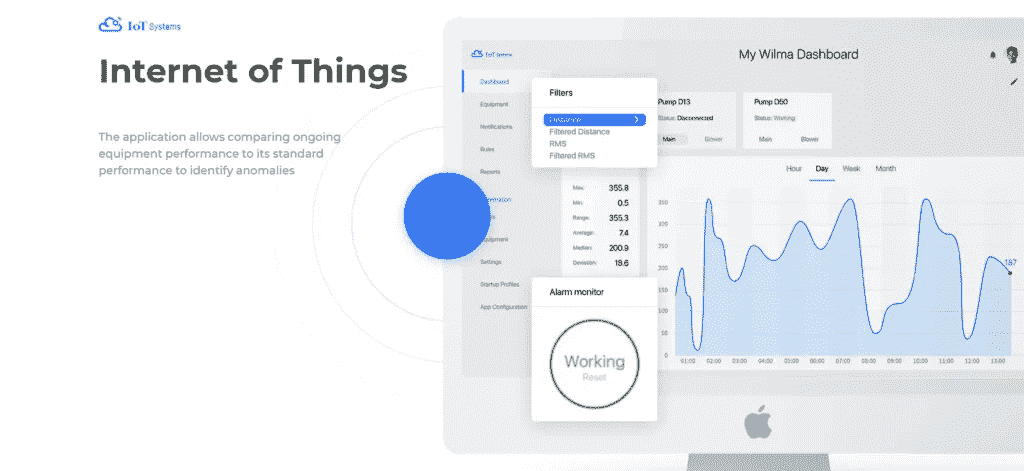 IoT Systems
Internet of Things
The application allows comparing ongoing
equipment performance to its standard
performance to identify anomalies
IoT Systems
My Wilma Dashboard
Dashboard
Equipment
Notifications
Rules
Reports
Equipment
Settings
Startup Profiles
App Configuration
Filters
Distance
Filtered Distance
RMS
Filtered RMS
Pump D13
Status: Disconnected
Main Blower
Pump D50
Status: Working
Main Blower
Max: 355.8
Min: 0.5
Range: 355.3
Average: 7.4
Median: 200.9
Deviation: 19.6
Hour Day Week Month
350
300
250
200
150
100
50
0
187
01:00 02:00 03:00 04:00 05:00 06:00 07:00 08:00 09:00 10:00 11:00 12:00 13:00
Alarm monitor
Working
Reset